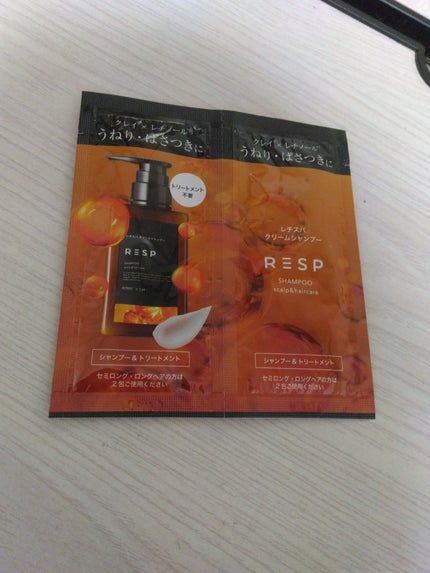 クレイ×レチノール
うねり・ぱさつきに
トリートメント
不要
RESP
SHAMPOO
シャンプー&トリートメント
セミロング・ロングヘアの方は
2包ご使用ください
クレイ×レチノール
うねり・ぱさつきに
レチスパ
クリームシャンプー
RESP
SHAMPOO
scalp&haircare
シャンプー&トリートメント
セミロング・ロングヘアの方は
2包ご使用ください